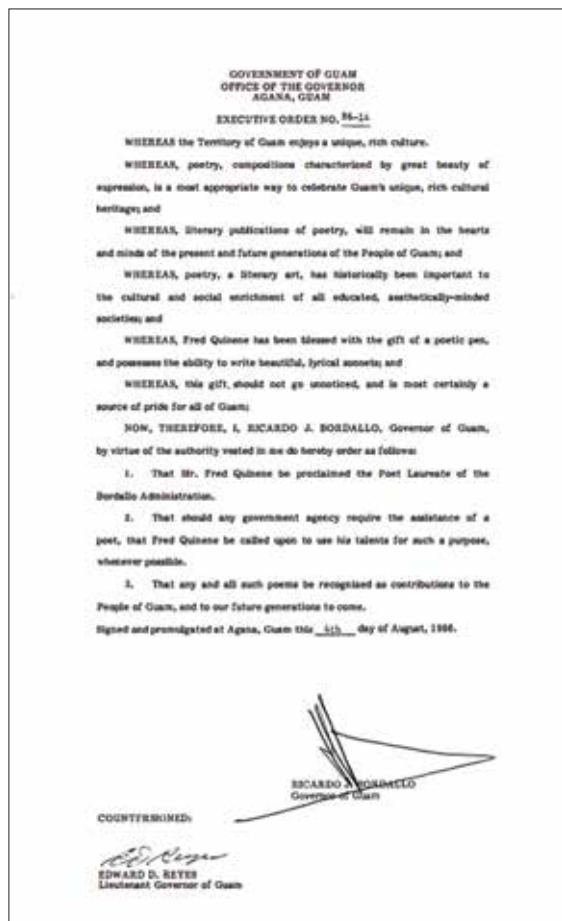 GOVERNMENT OF GUAM
OFFICE OF THE GOVERNOR
AGANA, GUAM
EXECUTIVE ORDER NO.
WHEREAS the Territory of Guam enjoys a unique, rich culture.
WHEREAS, poetry, compositions characterized by great beauty of
expression, is a most appropriate way to celebrate Guam's unique, rich cultural
heritage; and
WHEREAS, literary publications of poetry, will remain in the hearts
and minds of the present and future generations of the People of Guam; and
WHEREAS, poetry, a literary art, has historically been important to
the cultural and social enrichment of all educated, aesthetically-minded
societies; and
WHEREAS, Fred Quinene has been blessed with the gift of a poetic pen,
and possesses the ability to write beautiful, lyrical sonnets; and
WHEREAS, this gift should not go unnoticed, and is most certainly a
source of pride for all of Guam;
NOW, THEREFORE, I, RICARDO J. BORDALLO, Governor of Guam,
by virtue of the authority vested in me do hereby order as follows:
1. That Mr. Fred Quinene be proclaimed the Poet Laureate of the
Bordallo Administration.
2. That should any government agency require the assistance of a
poet, that Fred Quinene be called upon to use his talents for such a purpose,
whenever possible.
3. That any and all such poems be recognized as contributions to the
People of Guam, and to our future generations to come.
Signed and promulgated at Agana, Guam this 4th day of August, 1986.
RICARDO J. BORDALLO
Governor of Guam
COUNTERSIGNED:
ED Reyes
EDWARD D. REYES
Lieutenant Governor of Guam